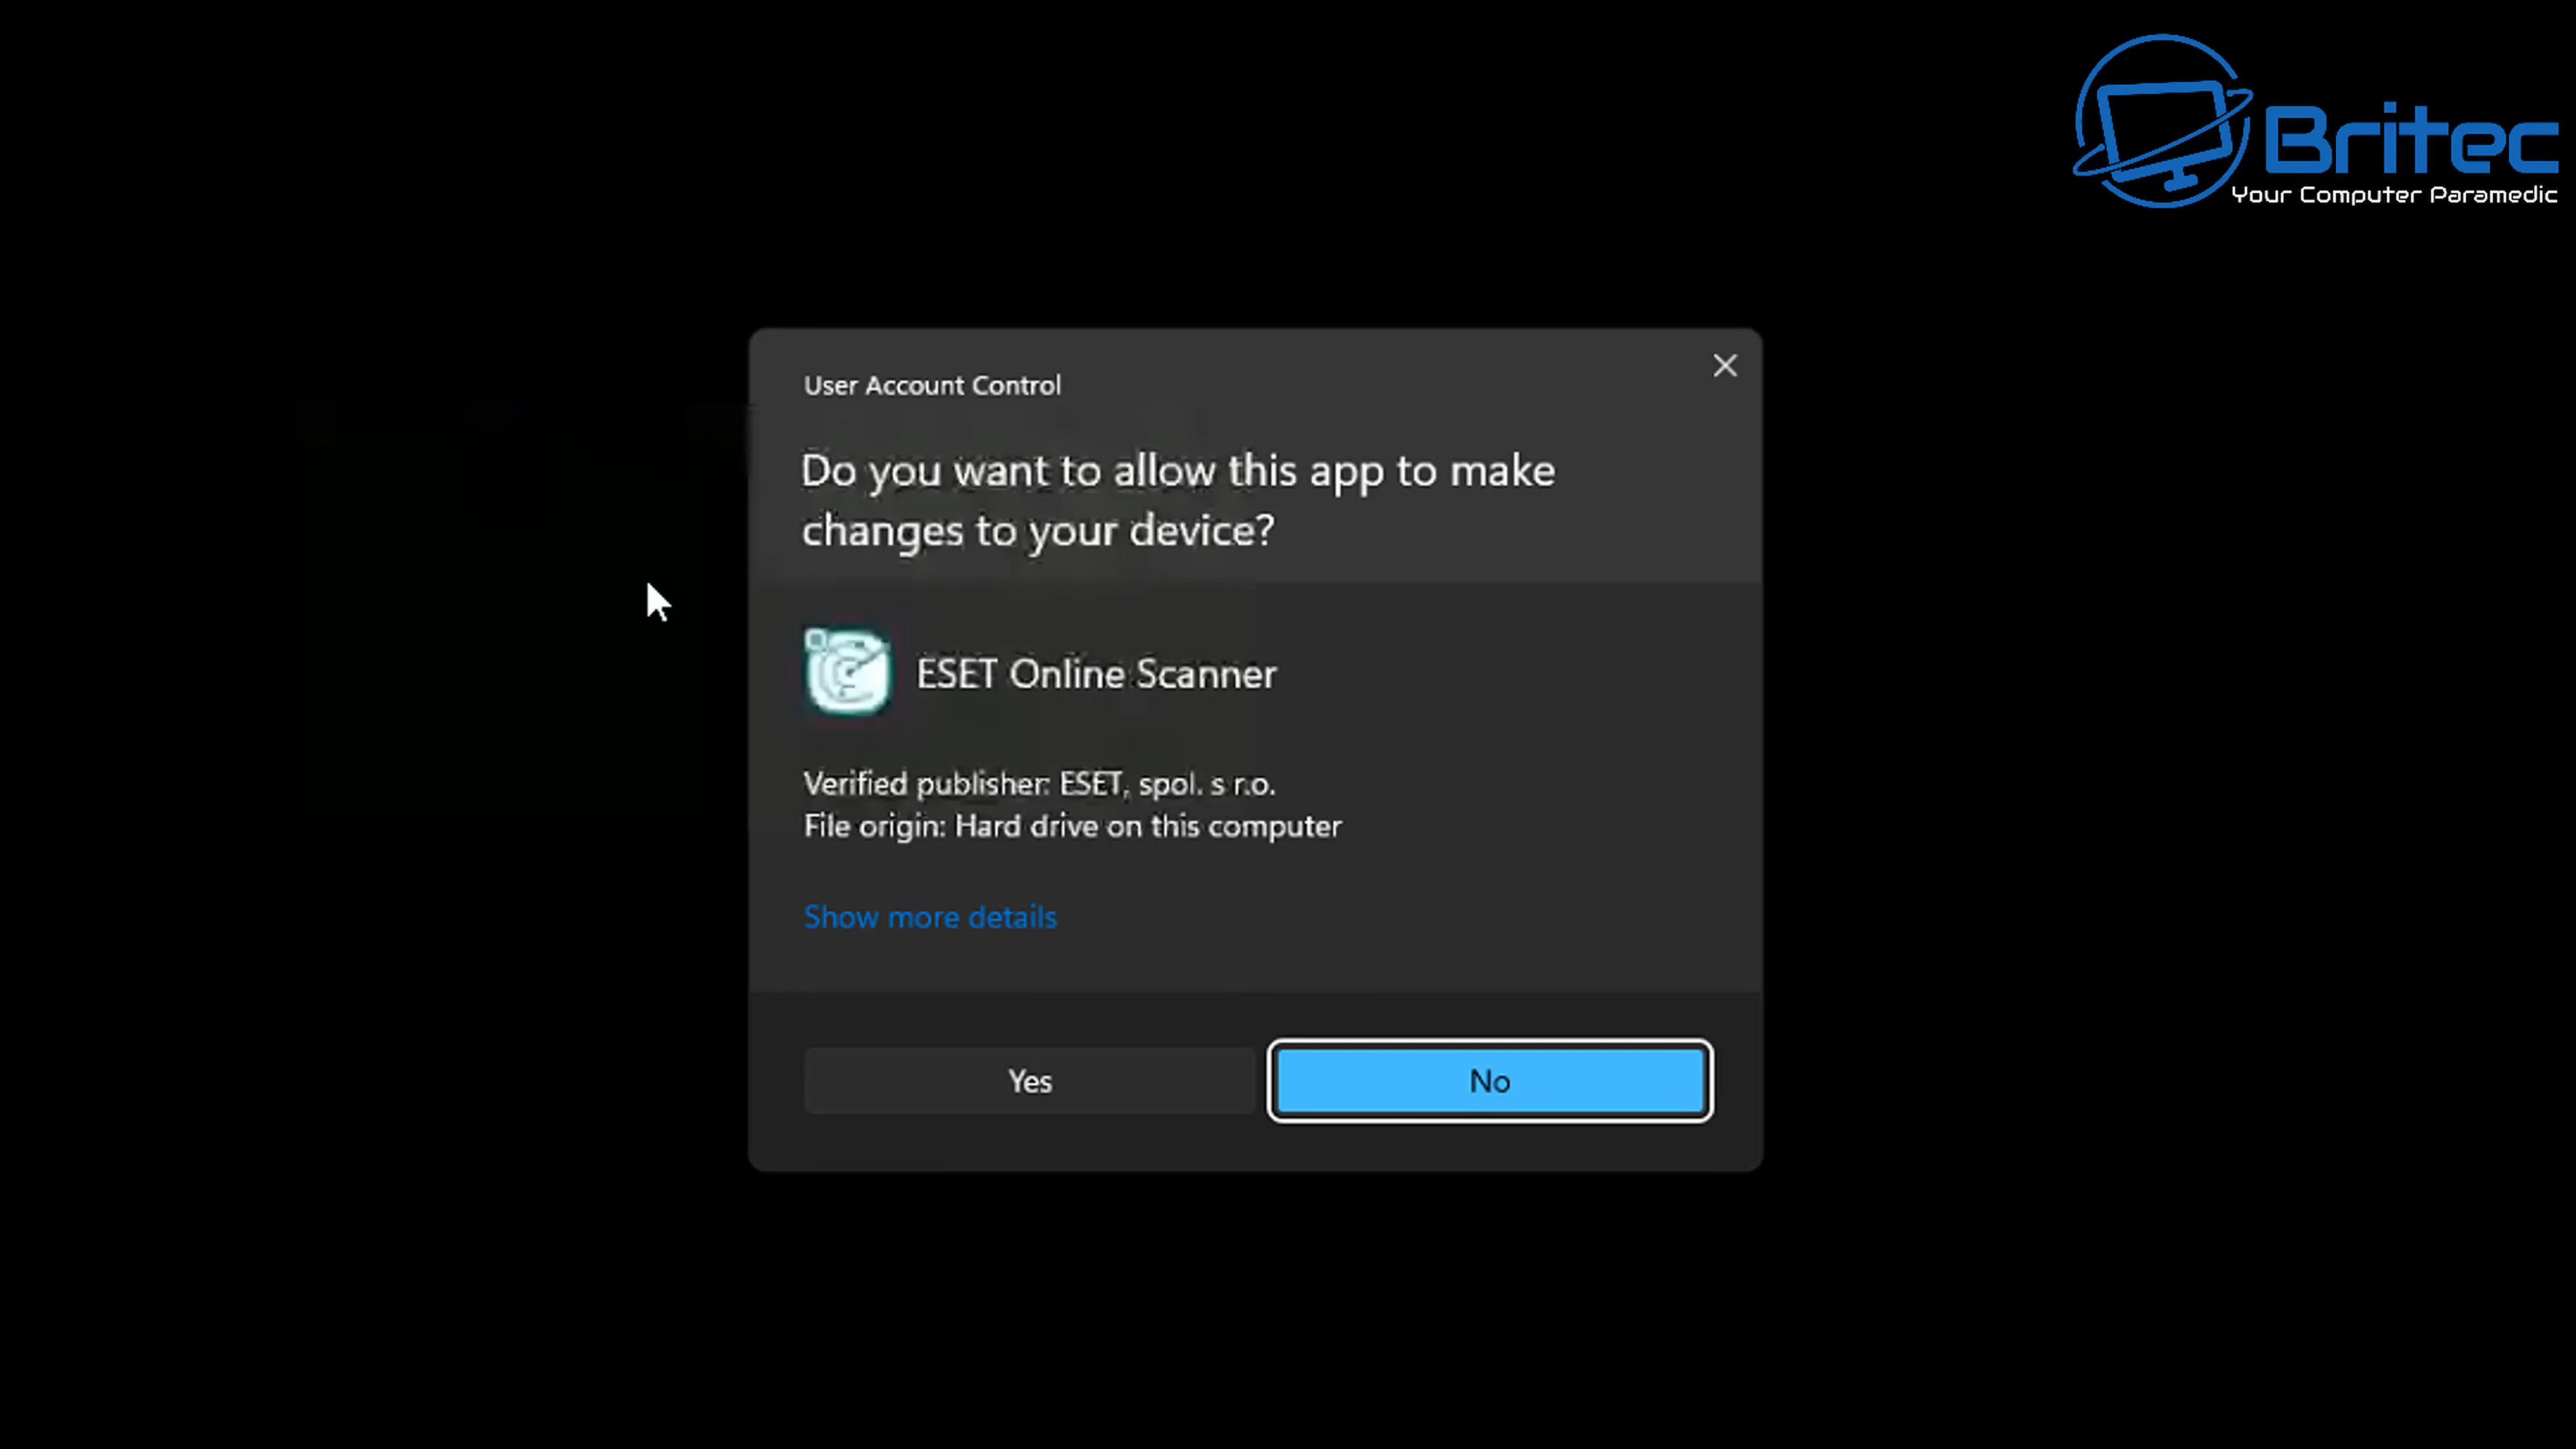 Britec
Your Computer Paramedic
User Account Control
Do you want to allow this app to make
changes to your device?
ESET Online Scanner
Verified publisher: ESET, spol. s r.o.
File origin: Hard drive on this computer
Show more details
Yes
No